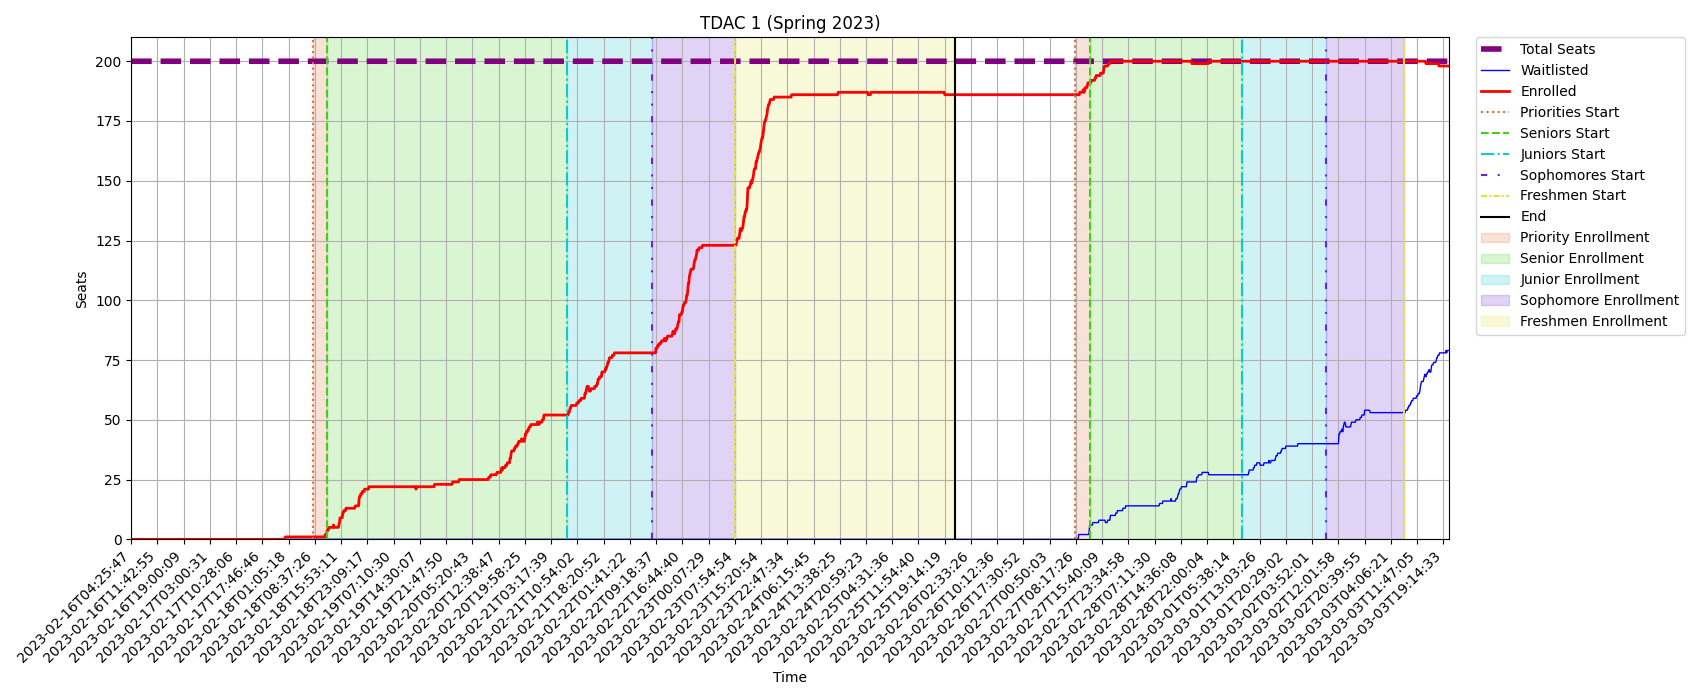 TDAC 1 (Spring 2023)
Seats
200
175
150
125
100
75
50
25
0
2023-02-16T04:25:47
2023-02-16T11:42:55
2023-02-16T19:00:09
2023-02-17T03:00:31
2023-02-17T10:28:06
2023-02-17T17:46:46
2023-02-18T01:05:18
2023-02-18T08:37:26
2023-02-18T15:53:11
2023-02-18T23:09:17
2023-02-19T07:10:30
2023-02-19T14:30:07
2023-02-19T21:47:50
2023-02-20T05:20:43
2023-02-20T12:38:47
2023-02-20T19:58:25
2023-02-21T03:17:39
2023-02-21T10:54:02
2023-02-21T18:20:52
2023-02-22T01:41:22
2023-02-22T09:18:37
2023-02-22T16:44:40
2023-02-23T00:07:29
2023-02-23T07:54:54
2023-02-23T15:20:54
2023-02-23T22:47:34
2023-02-24T06:15:45
2023-02-24T13:38:25
2023-02-24T20:59:23
2023-02-25T04:31:36
2023-02-25T11:54:40
2023-02-25T19:14:19
2023-02-26T02:33:26
2023-02-26T10:12:36
2023-02-26T17:30:52
2023-02-27T00:50:03
2023-02-27T08:17:26
2023-02-27T15:40:09
2023-02-27T23:34:58
2023-02-28T07:11:30
2023-02-28T14:36:08
2023-02-28T22:00:04
2023-03-01T05:38:14
2023-03-01T13:03:26
2023-03-01T20:29:02
2023-03-02T03:52:01
2023-03-02T12:01:58
2023-03-02T20:39:55
2023-03-03T04:06:21
2023-03-03T11:47:05
2023-03-03T19:14:33
Time
Total Seats
Waitlisted
Enrolled
Priorities Start
Seniors Start
Juniors Start
Sophomores Start
Freshmen Start
End
Priority Enrollment
Senior Enrollment
Junior Enrollment
Sophomore Enrollment
Freshmen Enrollment